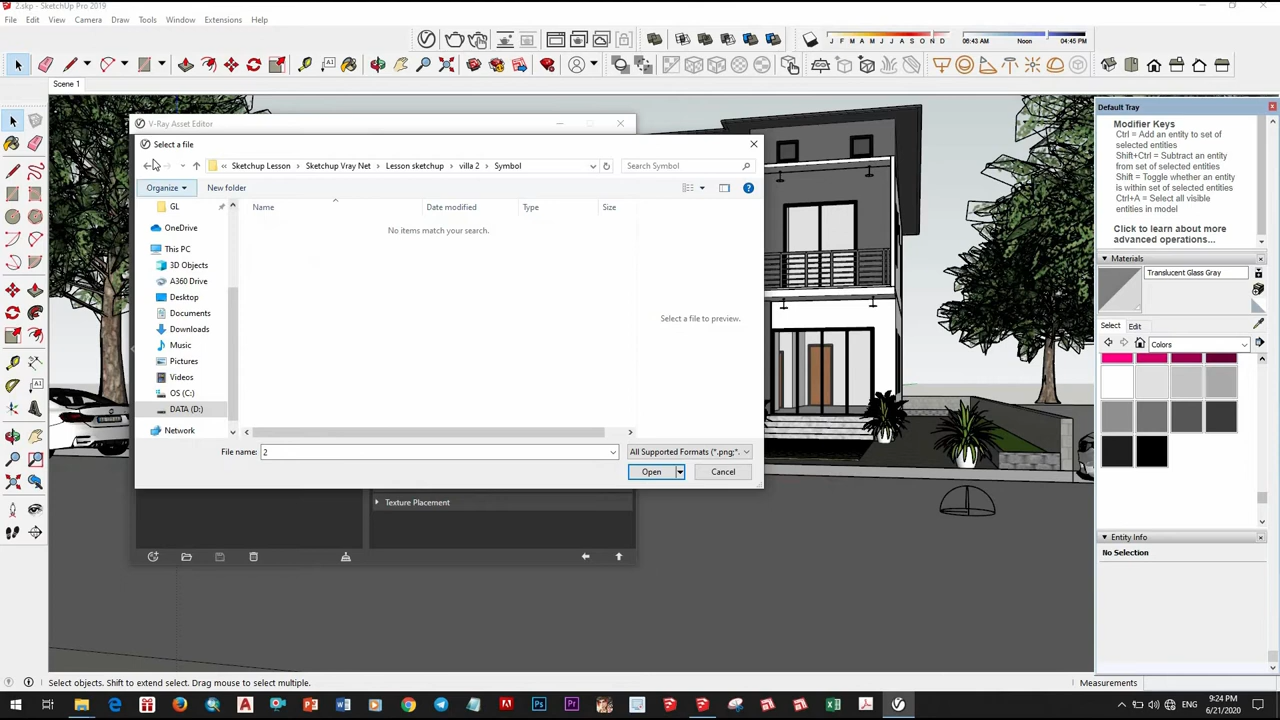 2.skp - SketchUp Pro 2019
File Edit View Camera Draw Tools Window Extensions Help
J F M A M J J A S O N D 06:43 AM Noon 04:45 PM
Scene 1
Default Tray
V-Ray Asset Editor
Modifier Keys
Ctrl = Add an entity to set of
selected entities
Shift+Ctrl = Subtract an entity
from set of selected entities
Shift = Toggle whether an entity
is within set of selected entities
Ctrl+A = Select all visible
entities in model
Click to learn about more
advanced operations...
Select a file
« Sketchup Lesson › Sketchup Vray Net › Lesson sketchup › villa 2 › Symbol
Search Symbol
Organize New folder
Name Date modified Type Size
No items match your search.
GL
OneDrive
This PC
3D Objects
A360 Drive
Desktop
Documents
Downloads
Music
Pictures
Videos
OS (C:)
DATA (D:)
Network
Select a file to preview.
File name: 2 All Supported Formats (*.png;*.
Open Cancel
Materials
Translucent Glass Gray
Select Edit
Colors
Texture Placement
Entity Info
No Selection
Select objects. Shift to extend select. Drag mouse to select multiple.
Measurements
9:24 PM
6/21/2020